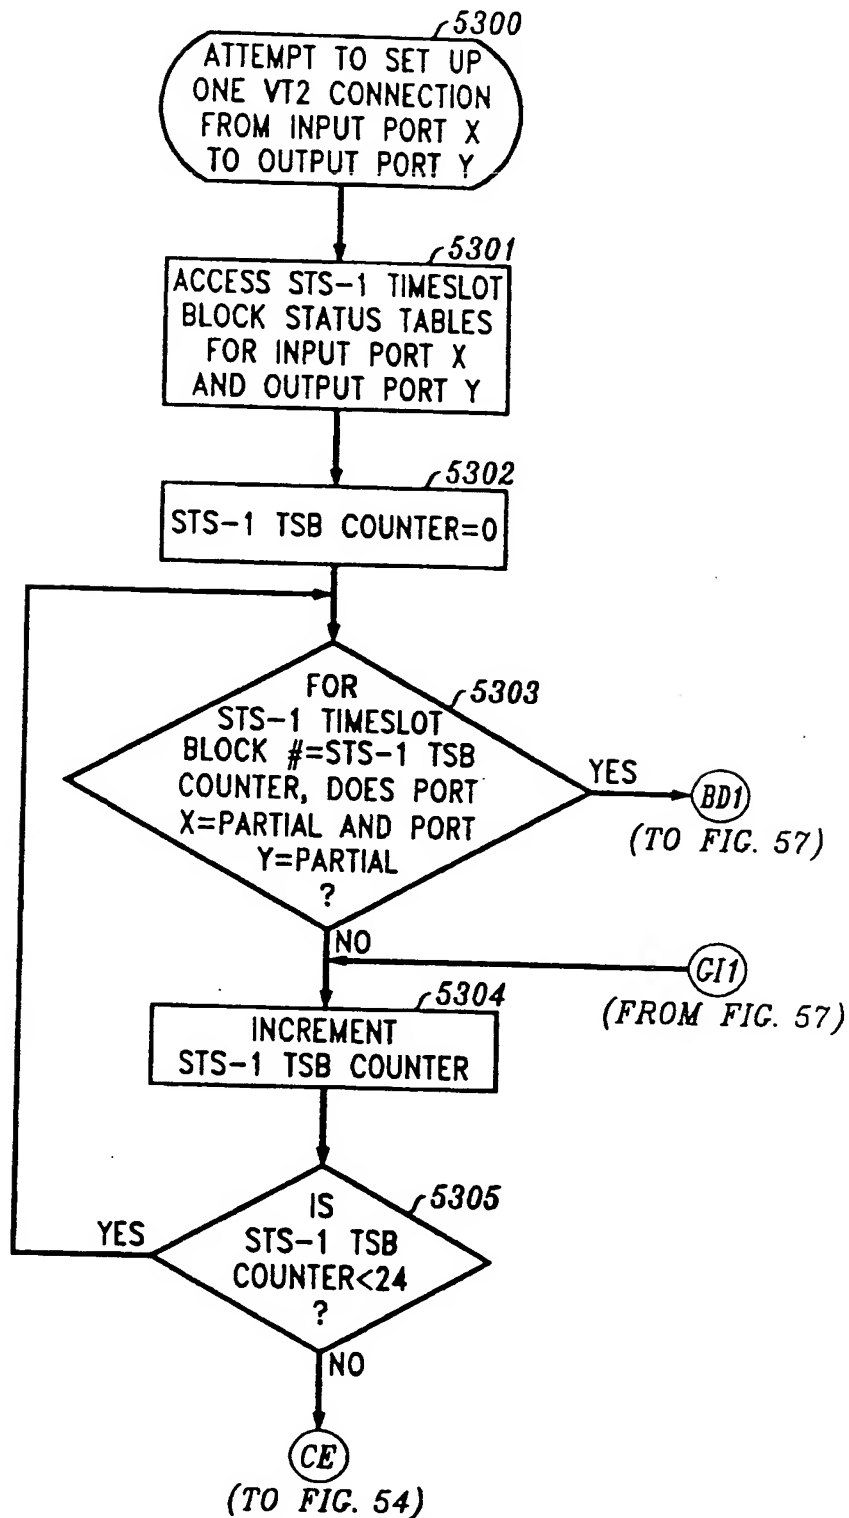 5300
ATTEMPT TO SET UP
ONE VT2 CONNECTION
FROM INPUT PORT X
TO OUTPUT PORT Y
5301
ACCESS STS-1 TIMESLOT
BLOCK STATUS TABLES
FOR INPUT PORT X
AND OUTPUT PORT Y
5302
STS-1 TSB COUNTER=0
5303
FOR
STS-1 TIMESLOT
BLOCK #=STS-1 TSB
COUNTER, DOES PORT
X=PARTIAL AND PORT
Y=PARTIAL
?
YES
BD1
(TO FIG. 57)
NO
GI1
(FROM FIG. 57)
5304
INCREMENT
STS-1 TSB COUNTER
5305
IS
STS-1 TSB
COUNTER<24
?
YES
NO
CE
(TO FIG. 54)